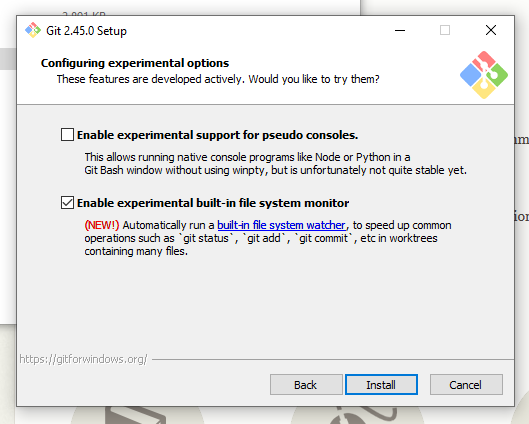 2,001 KB
Git 2.45.0 Setup
Configuring experimental options
These features are developed actively. Would you like to try them?
Enable experimental support for pseudo consoles.
This allows running native console programs like Node or Python in a
Git Bash window without using winpty, but is unfortunately not quite stable yet.
Enable experimental built-in file system monitor
(NEW!) Automatically run a built-in file system watcher, to speed up common
operations such as `git status`, `git add`, `git commit`, etc in worktrees
containing many files.
https://gitforwindows.org/
Back
Install
Cancel